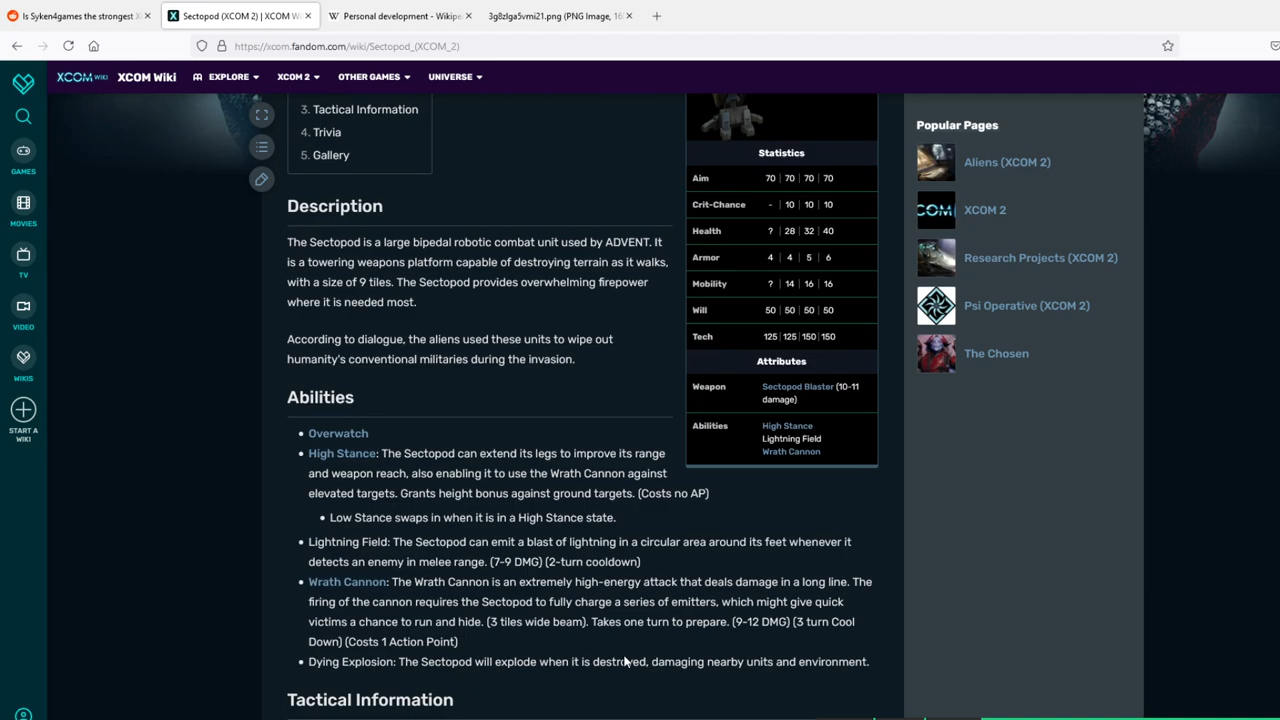 Is Syken4games the strongest X
Sectopod (XCOM 2) | XCOM Wi
Personal development - Wikipe
3g8zlga5vmi21.png (PNG Image, 16
https://xcom.fandom.com/wiki/Sectopod_(XCOM_2)
XCOM WIKI
XCOM Wiki
EXPLORE
XCOM 2
OTHER GAMES
UNIVERSE
GAMES
MOVIES
TV
VIDEO
WIKIS
START A
WIKI
3. Tactical Information
4. Trivia
5. Gallery
Description
The Sectopod is a large bipedal robotic combat unit used by ADVENT. It
is a towering weapons platform capable of destroying terrain as it walks,
with a size of 9 tiles. The Sectopod provides overwhelming firepower
where it is needed most.
According to dialogue, the aliens used these units to wipe out
humanity's conventional militaries during the invasion.
Abilities
• Overwatch
• High Stance: The Sectopod can extend its legs to improve its range
and weapon reach, also enabling it to use the Wrath Cannon against
elevated targets. Grants height bonus against ground targets. (Costs no AP)
• Low Stance swaps in when it is in a High Stance state.
• Lightning Field: The Sectopod can emit a blast of lightning in a circular area around its feet whenever it
detects an enemy in melee range. (7-9 DMG) (2-turn cooldown)
• Wrath Cannon: The Wrath Cannon is an extremely high-energy attack that deals damage in a long line. The
firing of the cannon requires the Sectopod to fully charge a series of emitters, which might give quick
victims a chance to run and hide. (3 tiles wide beam). Takes one turn to prepare. (9-12 DMG) (3 turn Cool
Down) (Costs 1 Action Point)
• Dying Explosion: The Sectopod will explode when it is destroyed, damaging nearby units and environment.
Tactical Information
Statistics
Aim 70 | 70 | 70 | 70
Crit-Chance - | 10 | 10 | 10
Health ? | 28 | 32 | 40
Armor 4 | 4 | 5 | 6
Mobility ? | 14 | 16 | 16
Will 50 | 50 | 50 | 50
Tech 125 | 125 | 150 | 150
Attributes
Weapon Sectopod Blaster (10-11
damage)
Abilities High Stance
Lightning Field
Wrath Cannon
Popular Pages
Aliens (XCOM 2)
COM
XCOM 2
Research Projects (XCOM 2)
Psi Operative (XCOM 2)
The Chosen